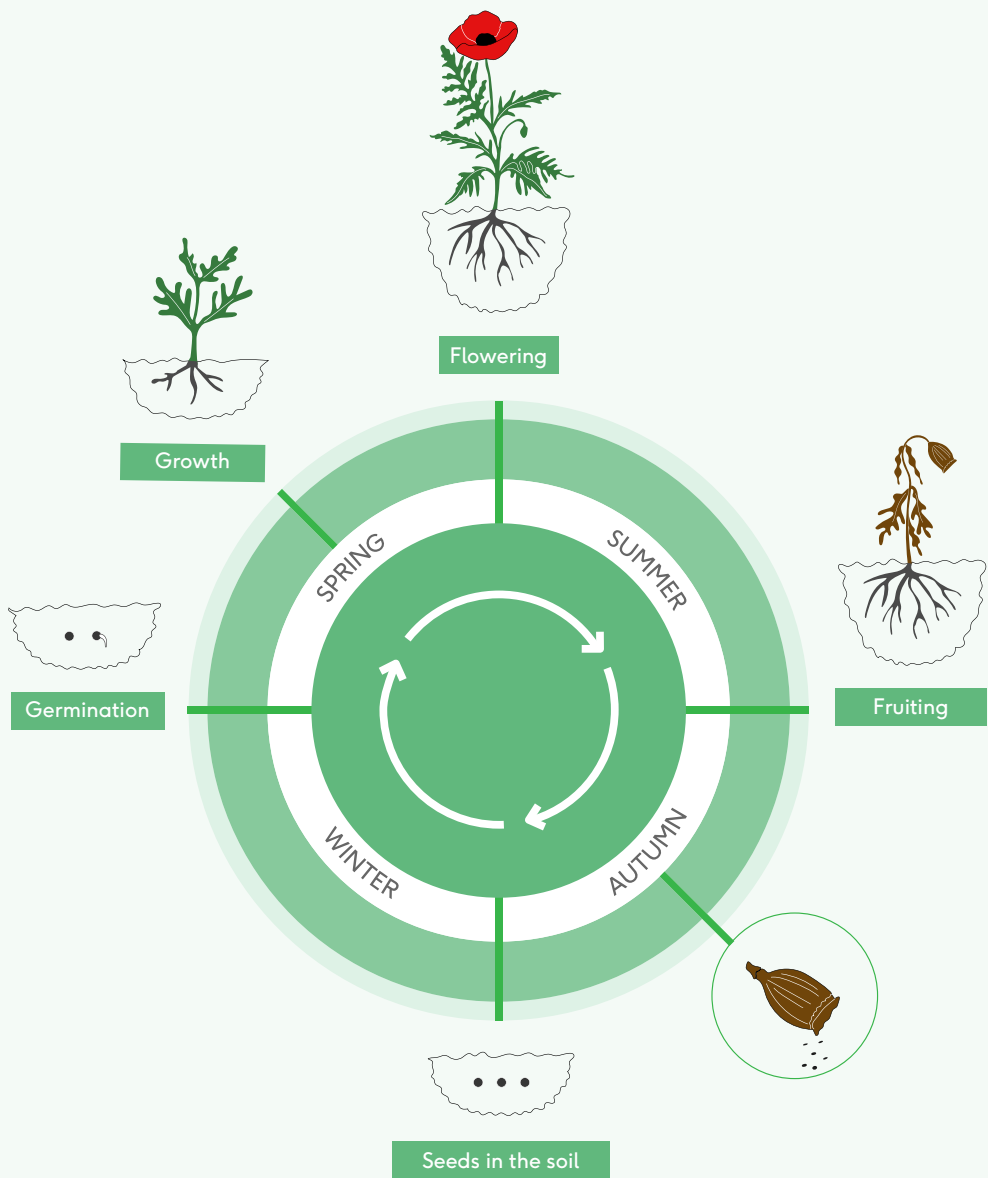 Flowering
Growth
SPRING
SUMMER
Germination
Fruiting
WINTER
AUTUMN
Seeds in the soil